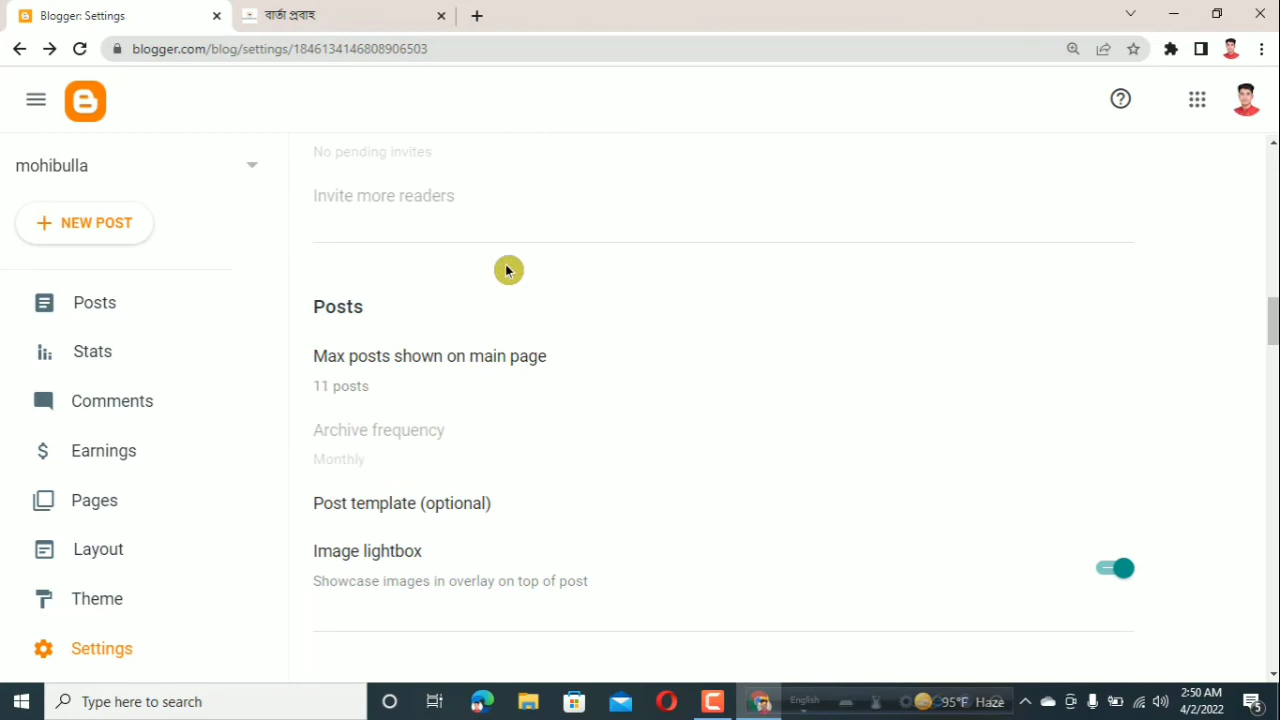 Blogger: Settings
বার্তা প্রবাহ
blogger.com/blog/settings/1846134146808906503
mohibulla
NEW POST
Posts
Stats
Comments
Earnings
Pages
Layout
Theme
Settings
No pending invites
Invite more readers
Posts
Max posts shown on main page
11 posts
Archive frequency
Monthly
Post template (optional)
Image lightbox
Showcase images in overlay on top of post
Type here to search
English
95°F Haze
2:50 AM
4/2/2022
5